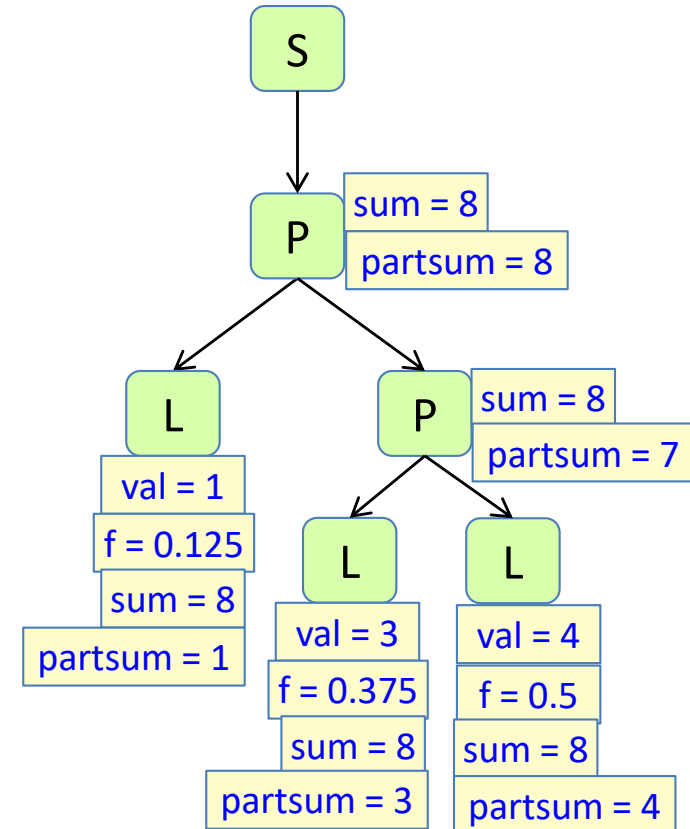 S
P
sum = 8
partsum = 8
L
val = 1
f = 0.125
sum = 8
partsum = 1
P
sum = 8
partsum = 7
L
val = 3
f = 0.375
sum = 8
partsum = 3
L
val = 4
f = 0.5
sum = 8
partsum = 4